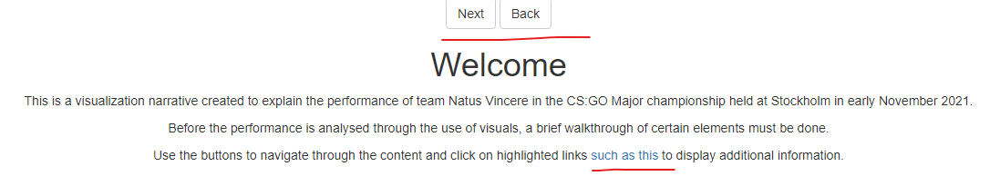 Next Back
Welcome
This is a visualization narrative created to explain the performance of team Natus Vincere in the CS:GO Major championship held at Stockholm in early November 2021.
Before the performance is analysed through the use of visuals, a brief walkthrough of certain elements must be done.
Use the buttons to navigate through the content and click on highlighted links such as this to display additional information.